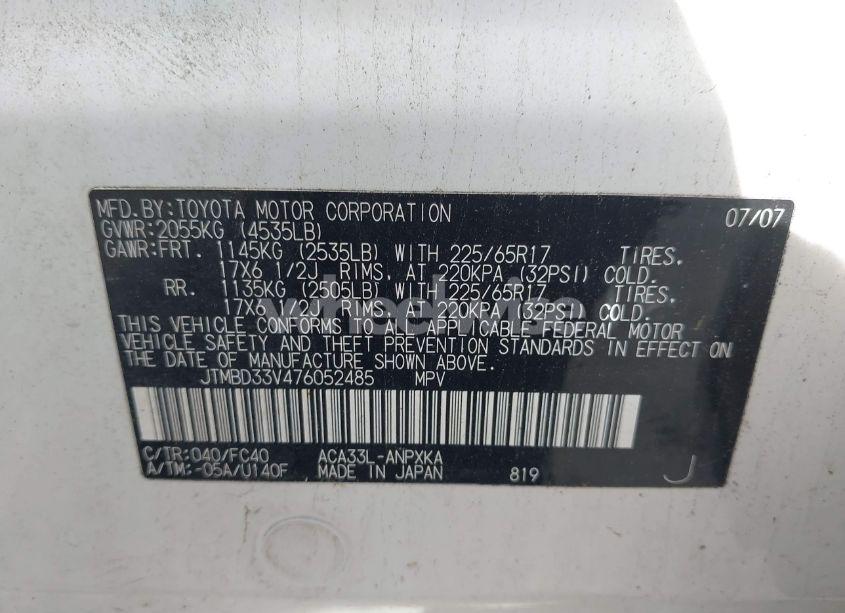 MFD.BY:TOYOTA MOTOR CORPORATION 07/07
GVWR:2055KG (4535LB)
GAWR:FRT. 1145KG (2535LB) WITH 225/65R17 TIRES,
17X6 1/2J RIMS, AT 220KPA (32PSI) COLD.
RR. 1135KG (2505LB) WITH 225/65R17 TIRES,
17X6 1/2J RIMS, AT 220KPA (32PSI) COLD.
THIS VEHICLE CONFORMS TO ALL APPLICABLE FEDERAL MOTOR
VEHICLE SAFETY AND THEFT PREVENTION STANDARDS IN EFFECT ON
THE DATE OF MANUFACTURE SHOWN ABOVE.
JTMBD33V476052485 MPV
C/TR:040/FC40 ACA33L-ANPXKA
A/TM:-05A/U140F MADE IN JAPAN 819 J